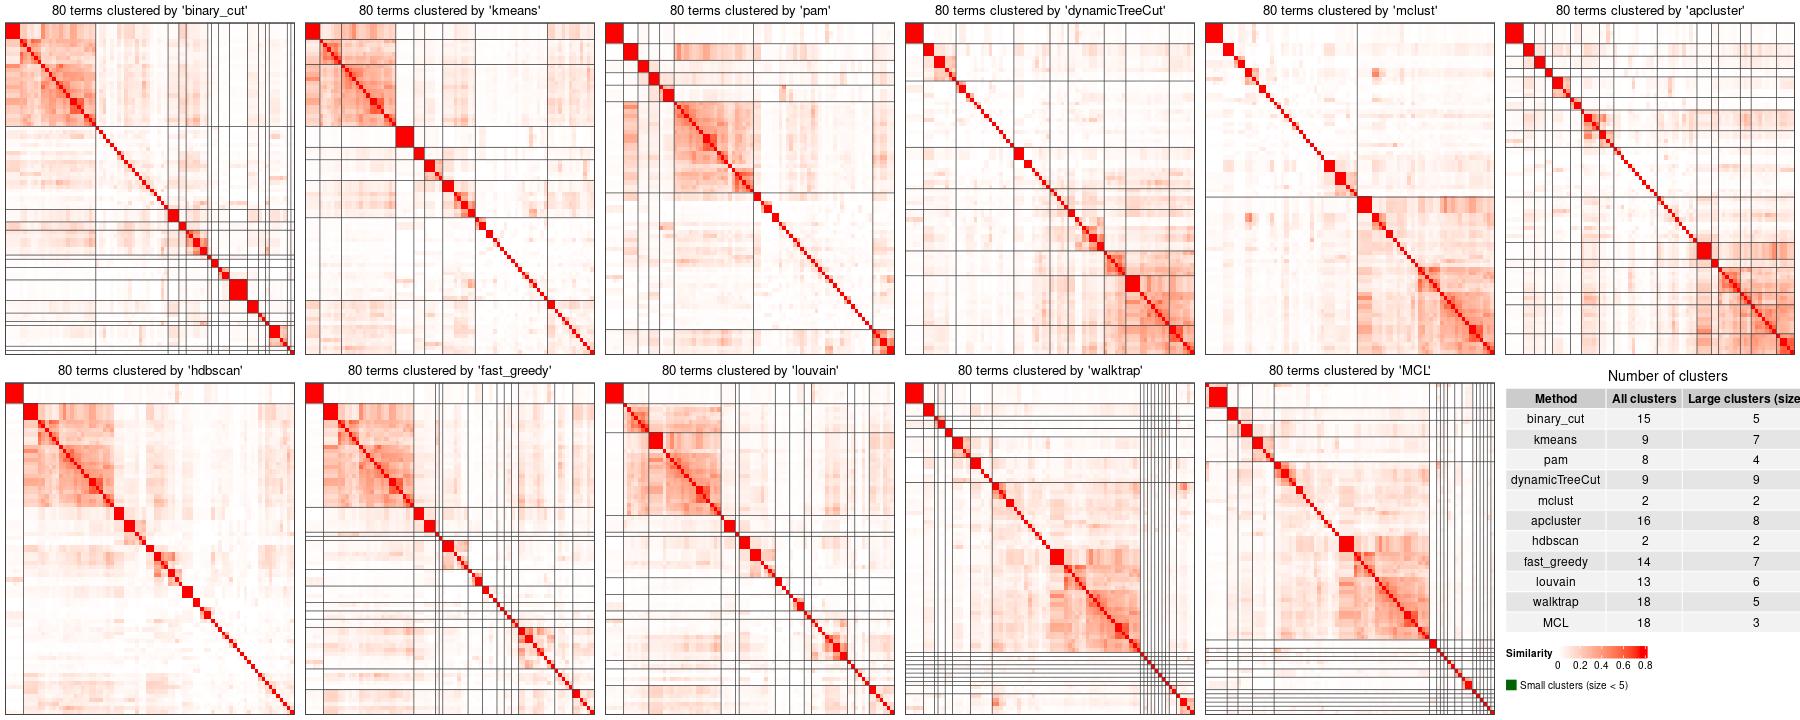 80 terms clustered by 'binary_cut'
80 terms clustered by 'kmeans'
80 terms clustered by 'pam'
80 terms clustered by 'dynamicTreeCut'
80 terms clustered by 'mclust'
80 terms clustered by 'apcluster'
80 terms clustered by 'hdbscan'
80 terms clustered by 'fast_greedy'
80 terms clustered by 'louvain'
80 terms clustered by 'walktrap'
80 terms clustered by 'MCL'
Number of clusters
Method All clusters Large clusters (size
binary_cut 15 5
kmeans 9 7
pam 8 4
dynamicTreeCut 9 9
mclust 2 2
apcluster 16 8
hdbscan 2 2
fast_greedy 14 7
louvain 13 6
walktrap 18 5
MCL 18 3
Similarity
0 0.2 0.4 0.6 0.8
Small clusters (size < 5)